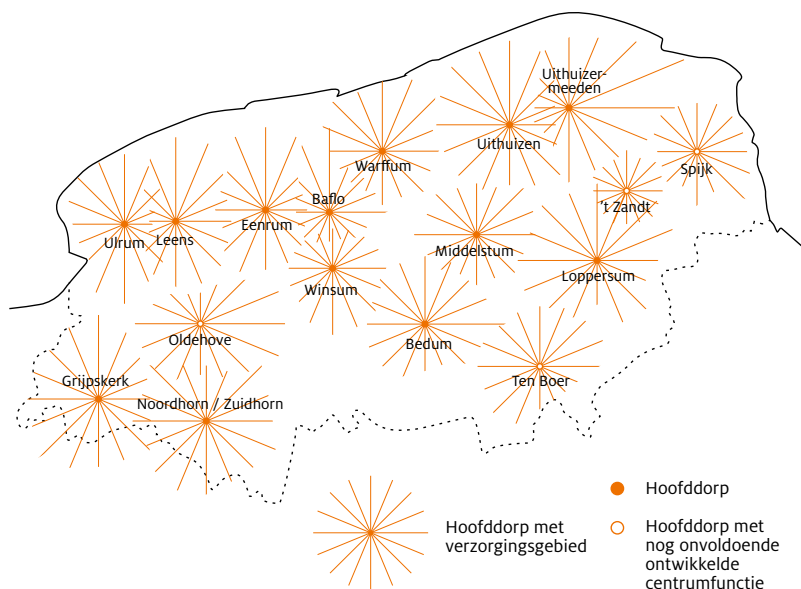 Uithuizer-
meeden
Uithuizen
Warffum
Spijk
Baflo
't Zandt
Eenrum
Ulrum
Leens
Middelstum
Loppersum
Winsum
Oldehove
Bedum
Ten Boer
Grijpskerk
Noordhorn / Zuidhorn
Hoofddorp met
verzorgingsgebied
Hoofddorp
Hoofddorp met
nog onvoldoende
ontwikkelde
centrumfunctie